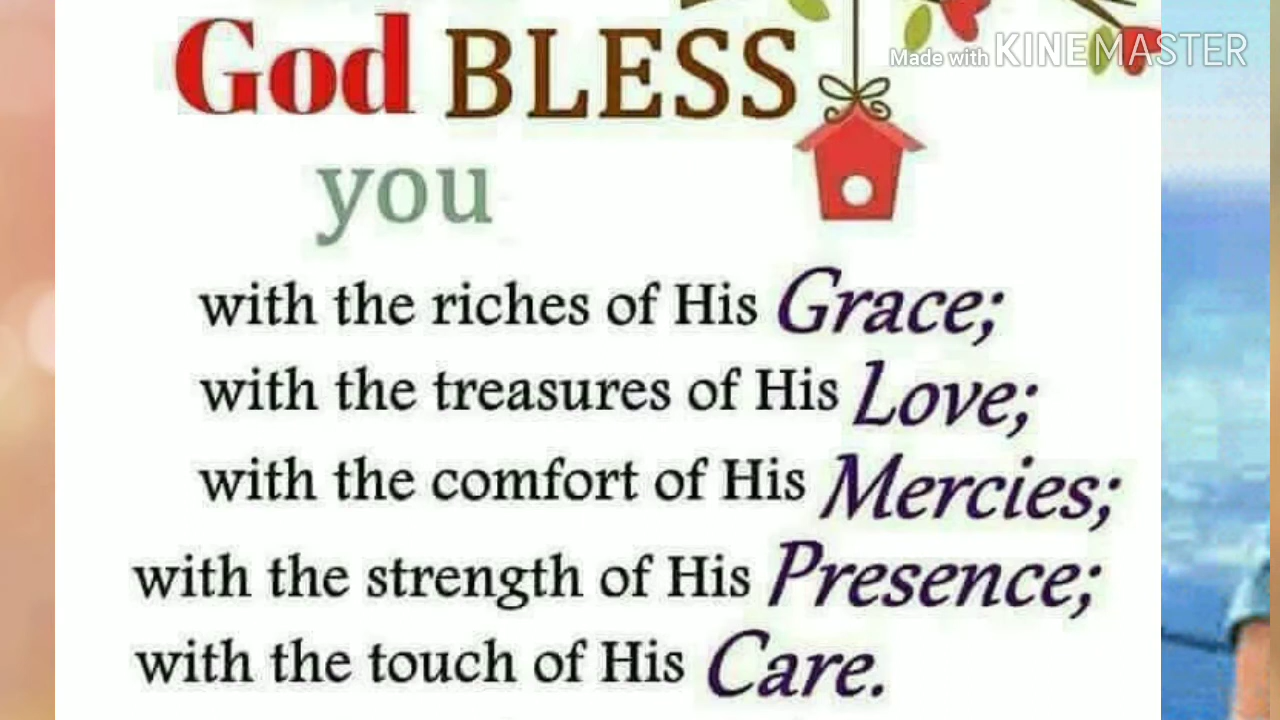 Made with KINEMASTER
God BLESS
you
with the riches of His Grace;
with the treasures of His Love;
with the comfort of His Mercies;
with the strength of His Presence;
with the touch of His Care.